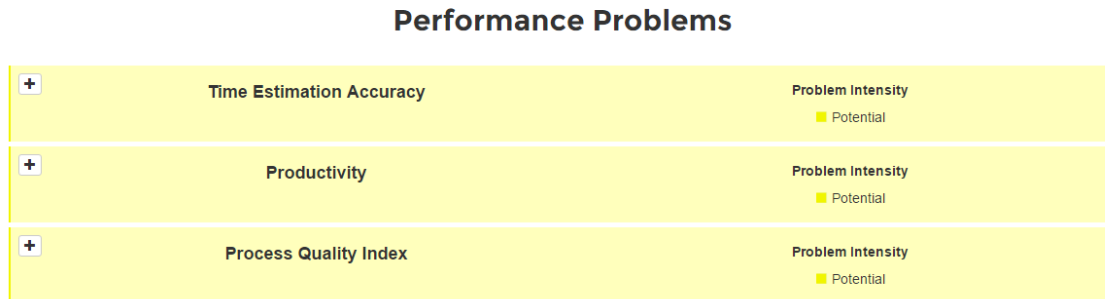 Performance Problems
Time Estimation Accuracy
Problem Intensity
Potential
Productivity
Problem Intensity
Potential
Process Quality Index
Problem Intensity
Potential